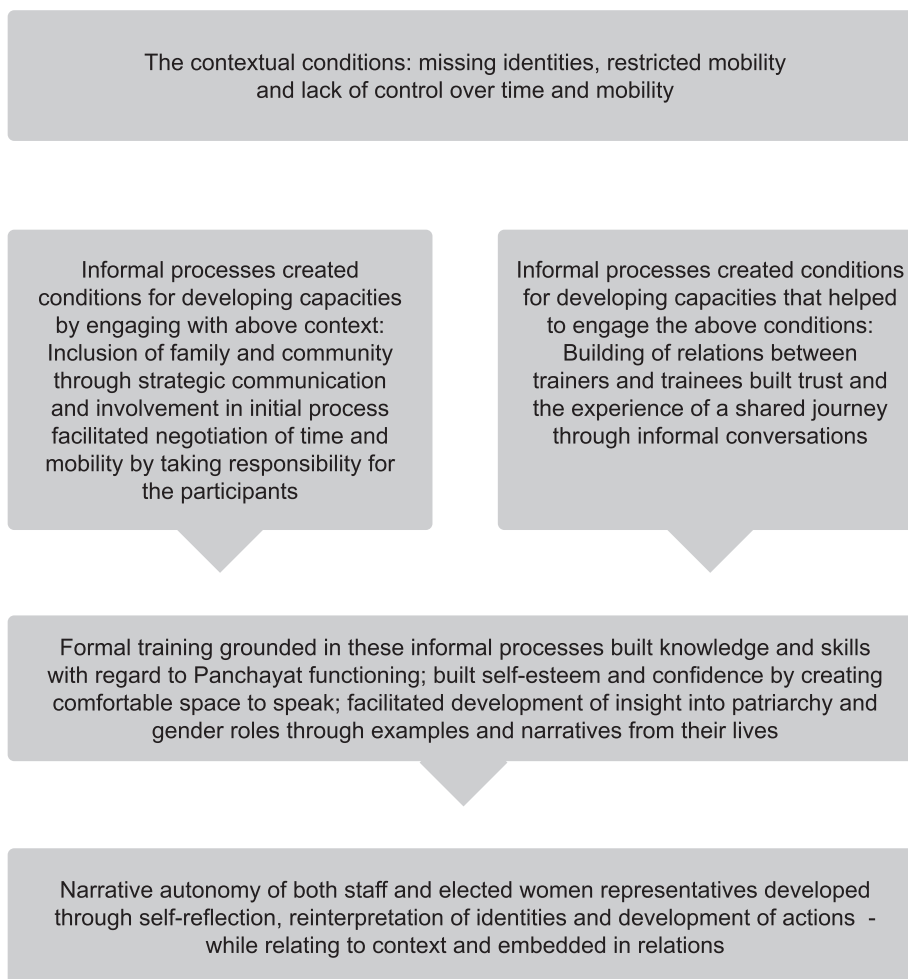 The contextual conditions: missing identities, restricted mobility
and lack of control over time and mobility
Informal processes created
conditions for developing capacities
by engaging with above context:
Inclusion of family and community
through strategic communication
and involvement in initial process
facilitated negotiation of time and
mobility by taking responsibility for
the participants
Informal processes created conditions
for developing capacities that helped
to engage the above conditions:
Building of relations between
trainers and trainees built trust and
the experience of a shared journey
through informal conversations
Formal training grounded in these informal processes built knowledge and skills
with regard to Panchayat functioning; built self-esteem and confidence by creating
comfortable space to speak; facilitated development of insight into patriarchy and
gender roles through examples and narratives from their lives
Narrative autonomy of both staff and elected women representatives developed
through self-reflection, reinterpretation of identities and development of actions -
while relating to context and embedded in relations